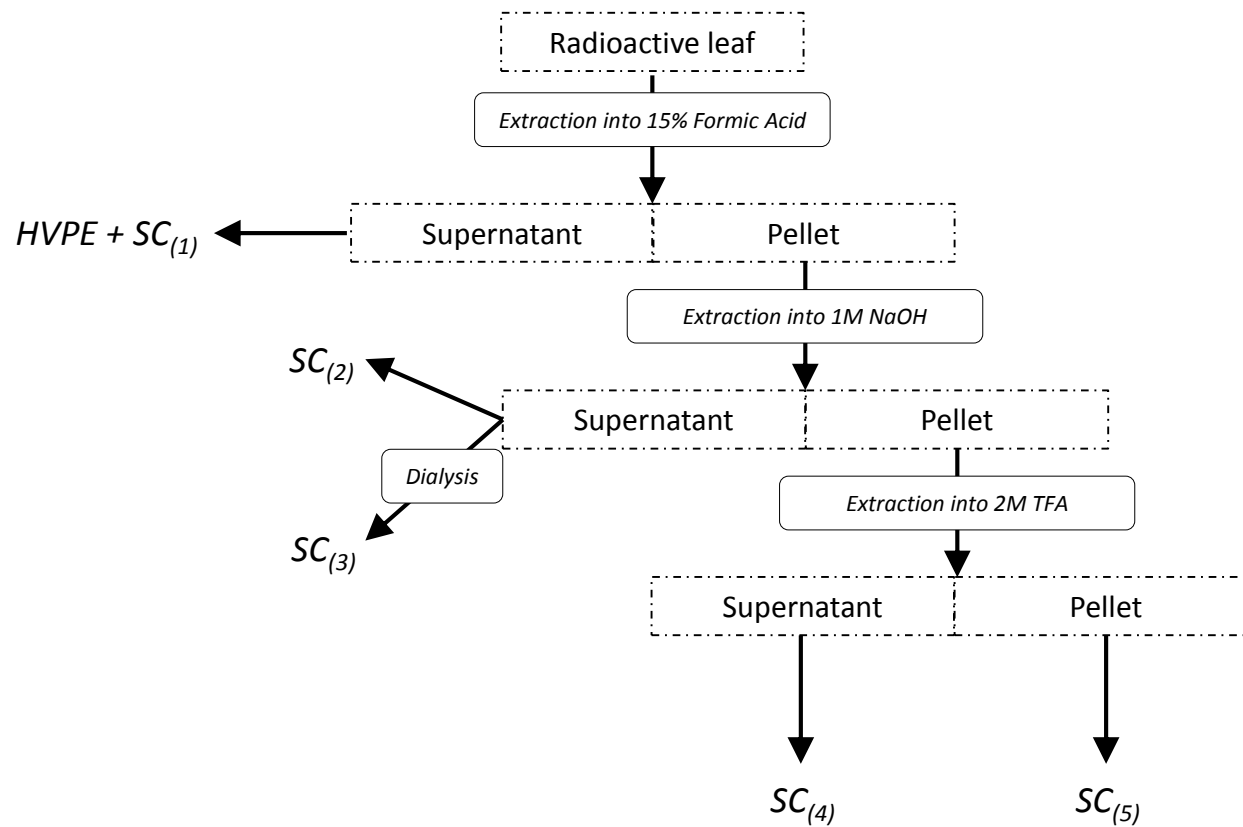 Radioactive leaf
Extraction into 15% Formic Acid
HVPE + SC(1)
Supernatant
Pellet
Extraction into 1M NaOH
SC(2)
Supernatant
Pellet
Dialysis
Extraction into 2M TFA
SC(3)
Supernatant
Pellet
SC(4)
SC(5)